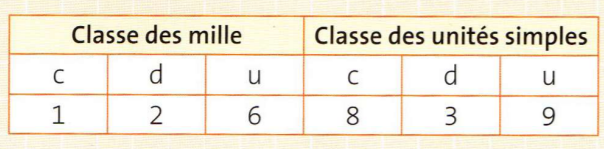 Classe des mille Classe des unités simples
c d u c d u
1 2 6 8 3 9